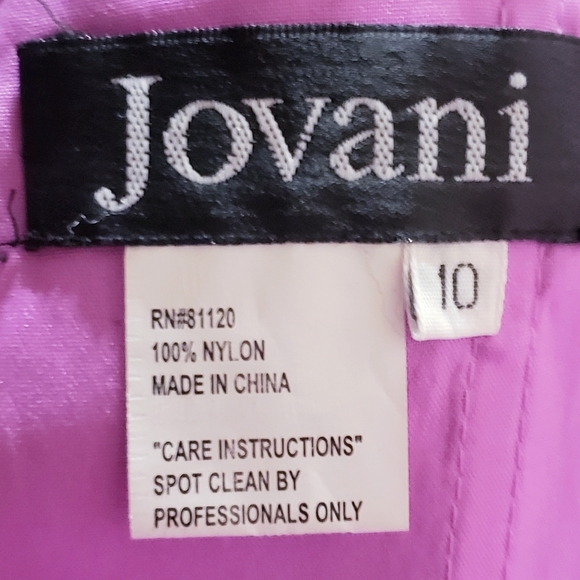 Jovani
10
RN#81120
100% NYLON
MADE IN CHINA
"CARE INSTRUCTIONS"
SPOT CLEAN BY
PROFESSIONALS ONLY